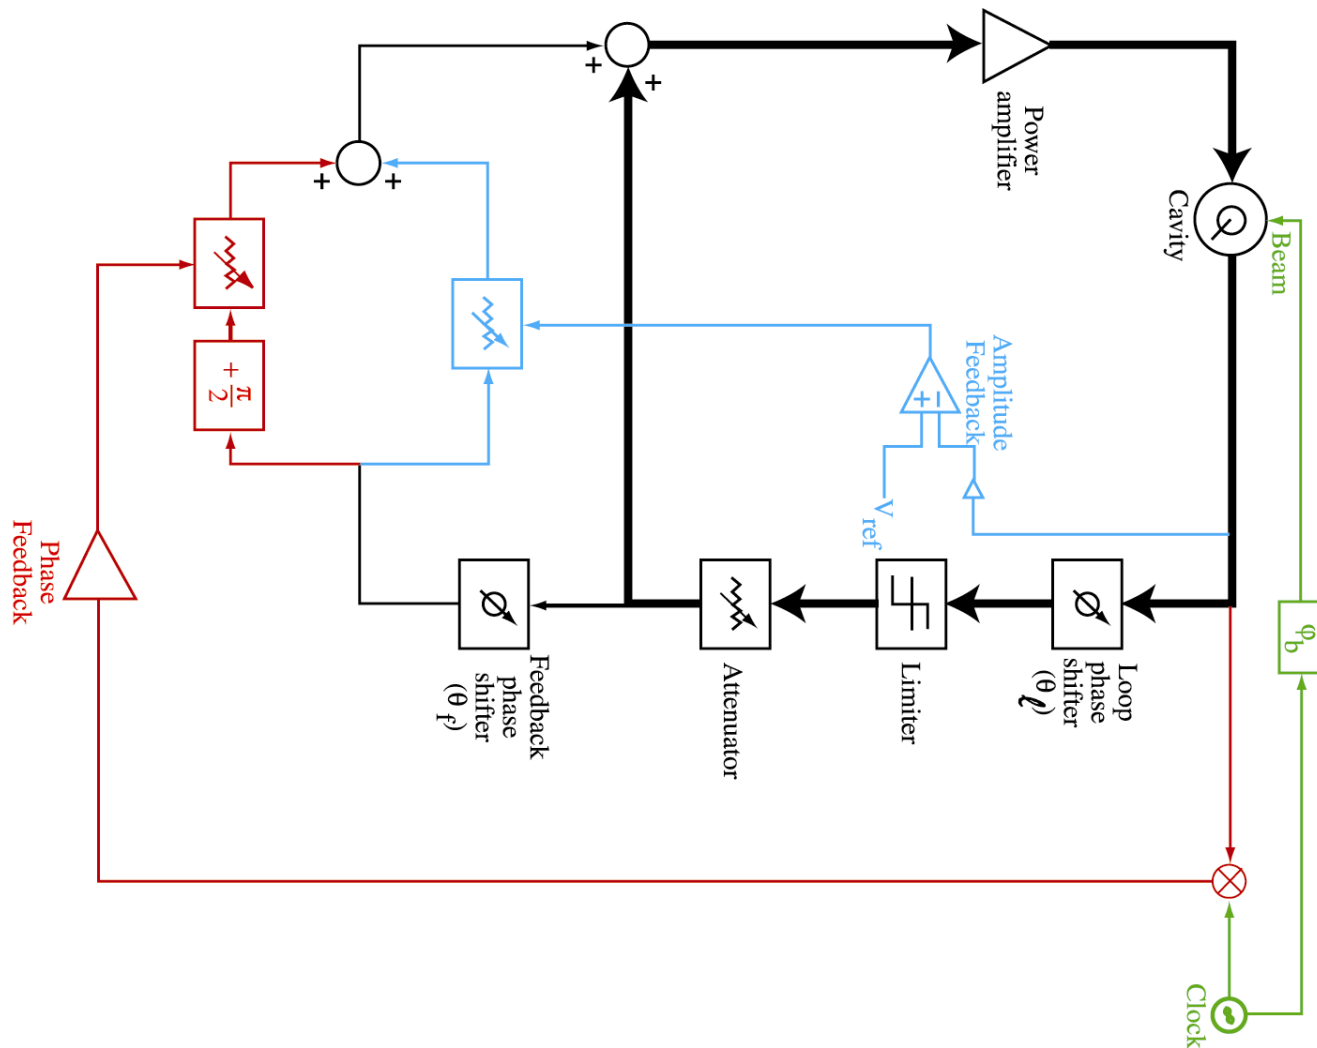 Power
amplifier
Cavity
Beam
Amplitude
Feedback
+
+
+
+
+
−
V
ref
+ π
2
φ
b
Phase
Feedback
Feedback
phase
shifter
(θ f)
Attenuator
Limiter
Loop
phase
shifter
(θ ℓ)
Clock